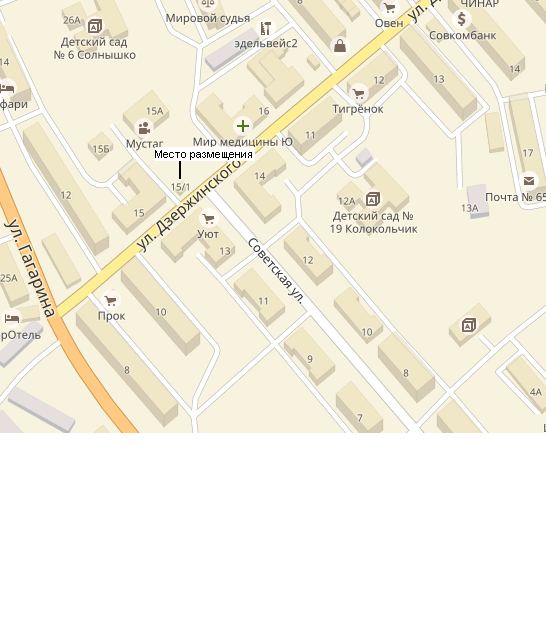 ЧИНАР
Овен
Мировой судья
26А
эдельвейс2
Совкомбанк
Детский сад
№ 6 Солнышко
14
12
13
14
15А
Тигрёнок
16
11
Мустаг
Мир медицины Ю
15Б
Место размещения
17
14
15/1
12
15
12А
13А
Почта № 65
ул. Дзержинского
Детский сад №
19 Колокольчик
Уют
13
ул. Гагарина
12
Советская ул.
25А
11
Прок
10
10
9
8
8
4А
7